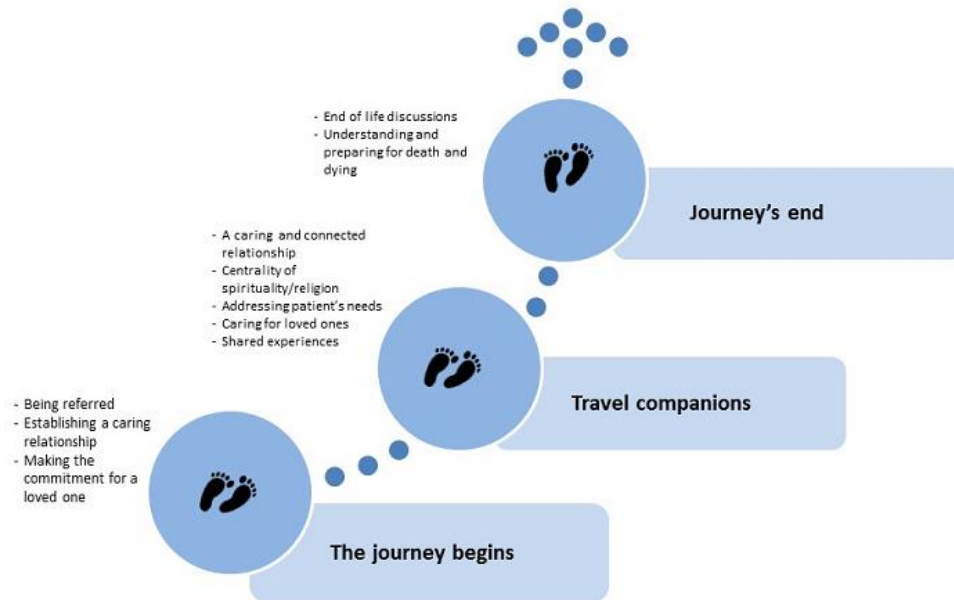 - End of life discussions
- Understanding and
preparing for death and
dying
Journey's end
- A caring and connected
relationship
- Centrality of
spirituality/religion
- Addressing patient's needs
- Caring for loved ones
- Shared experiences
Travel companions
- Being referred
- Establishing a caring
relationship
- Making the
commitment for a
loved one
The journey begins